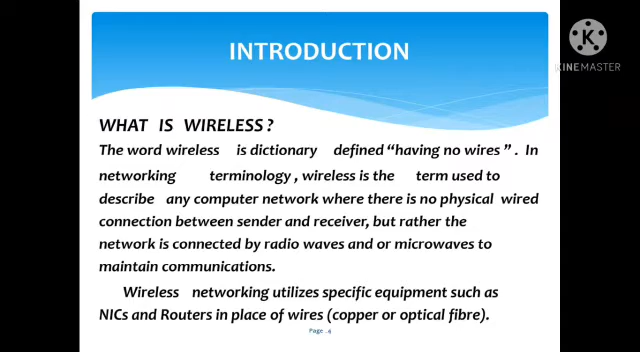 INTRODUCTION
K
KINEMASTER
WHAT IS WIRELESS ?
The word wireless is dictionary defined “having no wires ” . In
networking terminology , wireless is the term used to
describe any computer network where there is no physical wired
connection between sender and receiver, but rather the
network is connected by radio waves and or microwaves to
maintain communications.
Wireless networking utilizes specific equipment such as
NICs and Routers in place of wires (copper or optical fibre).
Page .4